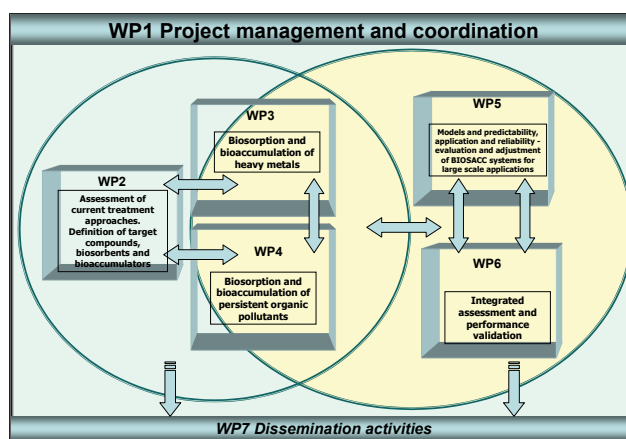 WP1 Project management and coordination
WP3
Biosorption and
bioaccumulation of
heavy metals
WP5
Models and predictability,
application and reliability -
evaluation and adjustment
of BIOSACC systems for
large scale applications
WP2
Assessment of
current treatment
approaches.
Definition of target
compounds,
biosorbents and
bioaccumulators
WP4
Biosorption and
bioaccumulation of
persistent organic
pollutants
WP6
Integrated
assessment and
performance
validation
WP7 Dissemination activities